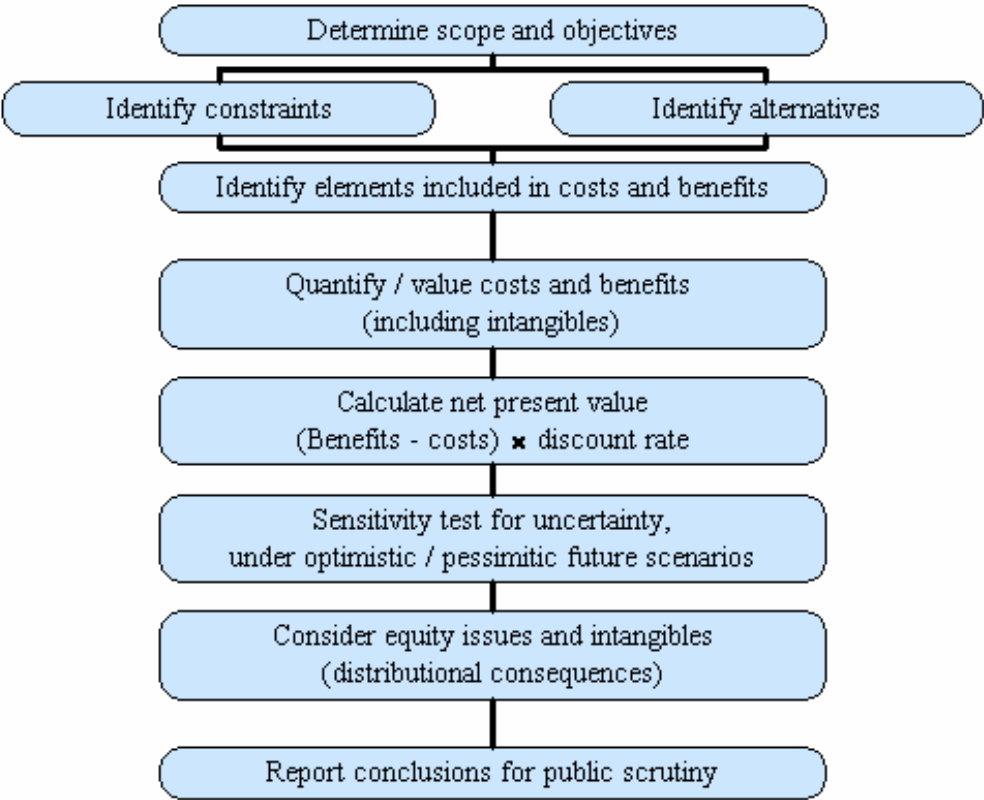 Determine scope and objectives
Identify constraints
Identify alternatives
Identify elements included in costs and benefits
Quantify / value costs and benefits
(including intangibles)
Calculate net present value
(Benefits - costs) × discount rate
Sensitivity test for uncertainty,
under optimistic / pessimitic future scenarios
Consider equity issues and intangibles
(distributional consequences)
Report conclusions for public scrutiny